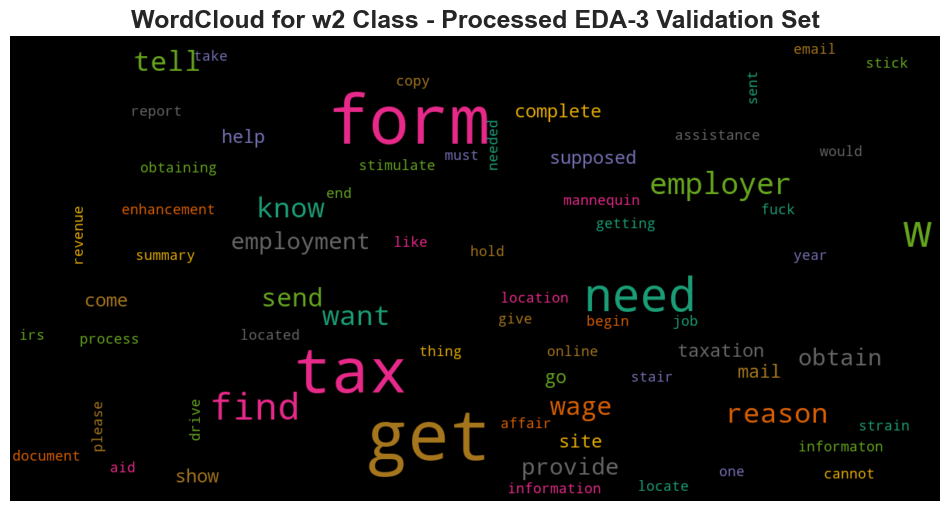 WordCloud for w2 Class - Processed EDA-3 Validation Set
tell
take
email
stick
copy
sent
report
form
complete
help
needed
assistance
must
supposed
would
obtaining
stimulate
end
employer
mannequin
enhancement
know
fuck
revenue
getting
w
employment
like
summary
hold
year
come
send
location
need
want
give
begin
job
irs
process
located
thing
online
taxation
obtain
tax
go
stair
mail
find
wage
reason
please
drive
affair
strain
get
site
informaton
document
aid
show
provide
one
cannot
information
locate